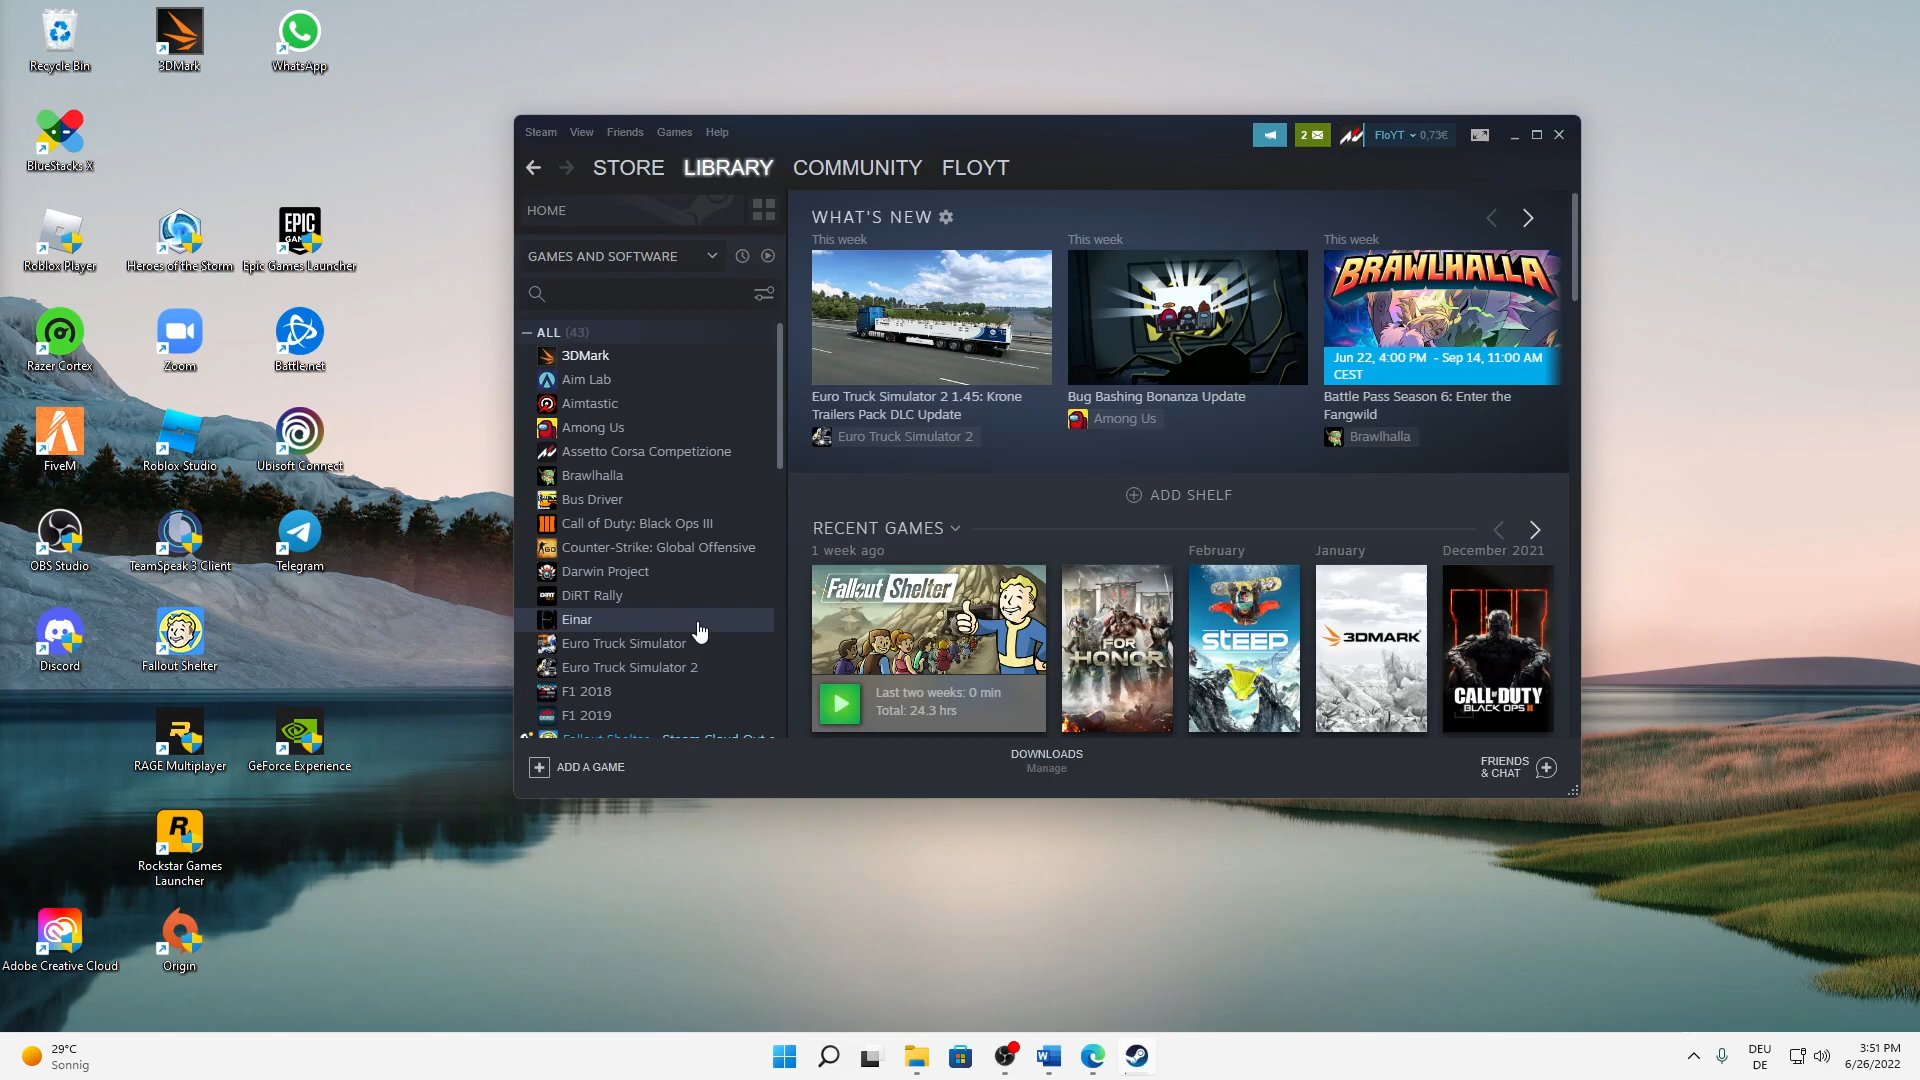 Recycle Bin
3DMark
WhatsApp
BlueStacks X
Roblox Player
Heroes of the Storm
EPIC
GAMES
Epic Games Launcher
Razer Cortex
Zoom
Battle.net
FiveM
Roblox Studio
Ubisoft Connect
OBS Studio
TeamSpeak 3 Client
Telegram
Discord
Fallout Shelter
RAGE Multiplayer
GeForce Experience
Rockstar Games
Launcher
Adobe Creative Cloud
Origin
Steam View Friends Games Help
2
FloYT 0,73€
STORE LIBRARY COMMUNITY FLOYT
HOME
GAMES AND SOFTWARE
ALL (43)
3DMark
Aim Lab
Aimtastic
Among Us
Assetto Corsa Competizione
Brawlhalla
Bus Driver
Call of Duty: Black Ops III
Counter-Strike: Global Offensive
Darwin Project
DiRT Rally
Einar
Euro Truck Simulator
Euro Truck Simulator 2
F1 2018
F1 2019
WHAT'S NEW
This week
Euro Truck Simulator 2 1.45: Krone
Trailers Pack DLC Update
Euro Truck Simulator 2
This week
Bug Bashing Bonanza Update
Among Us
This week
BRAWLHALLA
Jun 22, 4:00 PM - Sep 14, 11:00 AM
CEST
Battle Pass Season 6: Enter the
Fangwild
Brawlhalla
ADD SHELF
RECENT GAMES
1 week ago
Fallout Shelter
Last two weeks: 0 min
Total: 24.3 hrs
FOR
HONOR
February
STEEP
January
3DMARK
December 2021
CALL OF DUTY
BLACK OPS III
ADD A GAME
DOWNLOADS
Manage
FRIENDS
& CHAT
29°C
Sonnig
DEU
DE
3:51 PM
6/26/2022